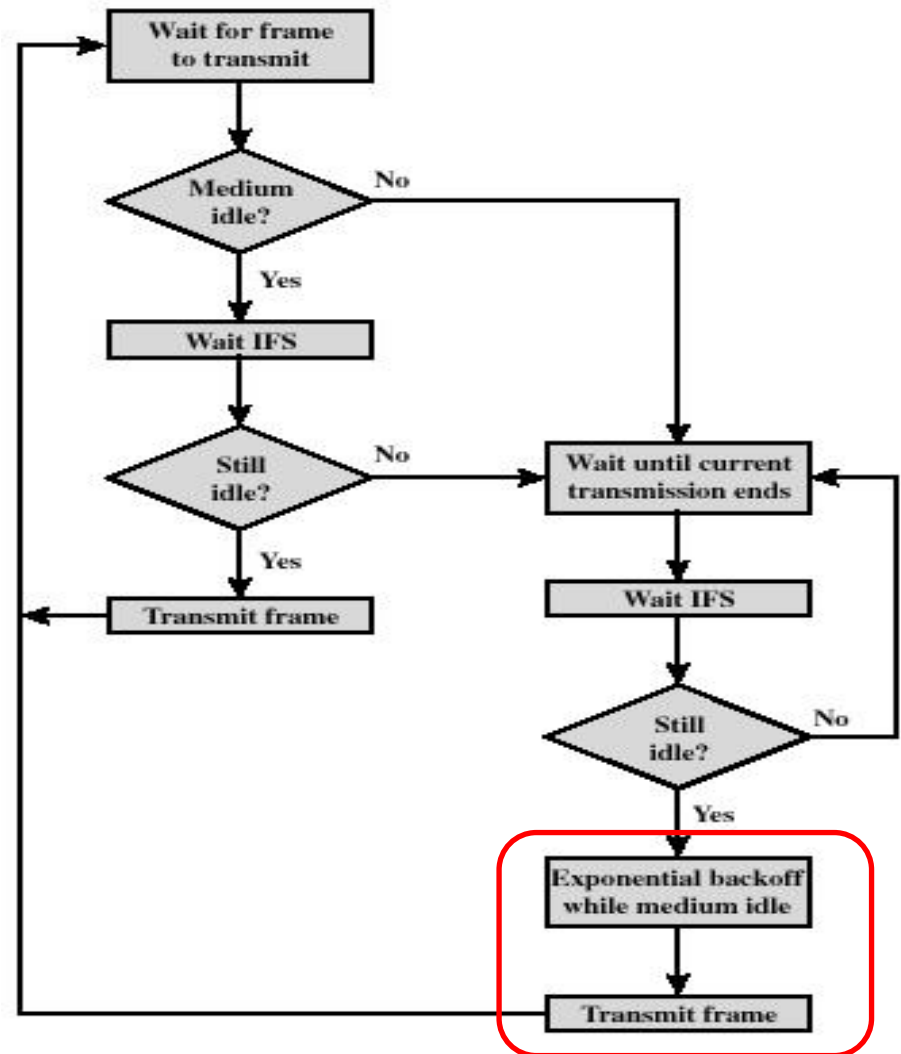 Wait for frame
to transmit
Medium
idle?
No
Yes
Wait IFS
Still
idle?
No
Yes
Transmit frame
Wait until current
transmission ends
Wait IFS
Still
idle?
No
Yes
Exponential backoff
while medium idle
Transmit frame